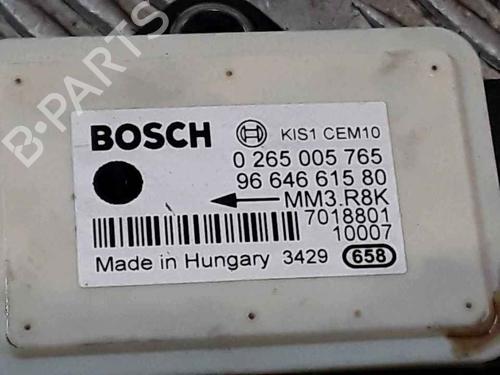 B-PARTS
BOSCH KIS1 CEM10
0 265 005 765
96 646 615 80
MM3.R8K
7018801
10007
Made in Hungary 3429 658